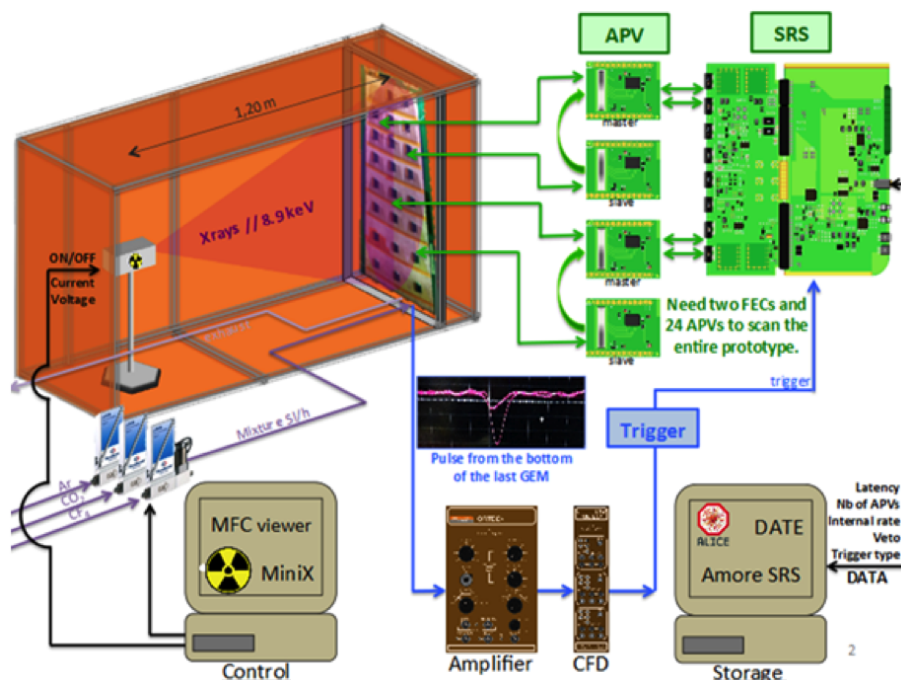 APV
SRS
1,20 m
master
Xrays // 8.9keV
slave
ON/OFF
Current
Voltage
master
Need two FECs and
24 APVs to scan the
entire prototype.
exhaust
slave
trigger
Mixture 5l/h
Trigger
Pulse from the bottom
of the last GEM
Ar
CO2
CF4
MFC viewer
MiniX
ORTEC
ALICE
DATE
Amore SRS
Latency
Nb of APVs
Internal rate
Veto
Trigger type
DATA
Control
Amplifier
CFD
Storage
2